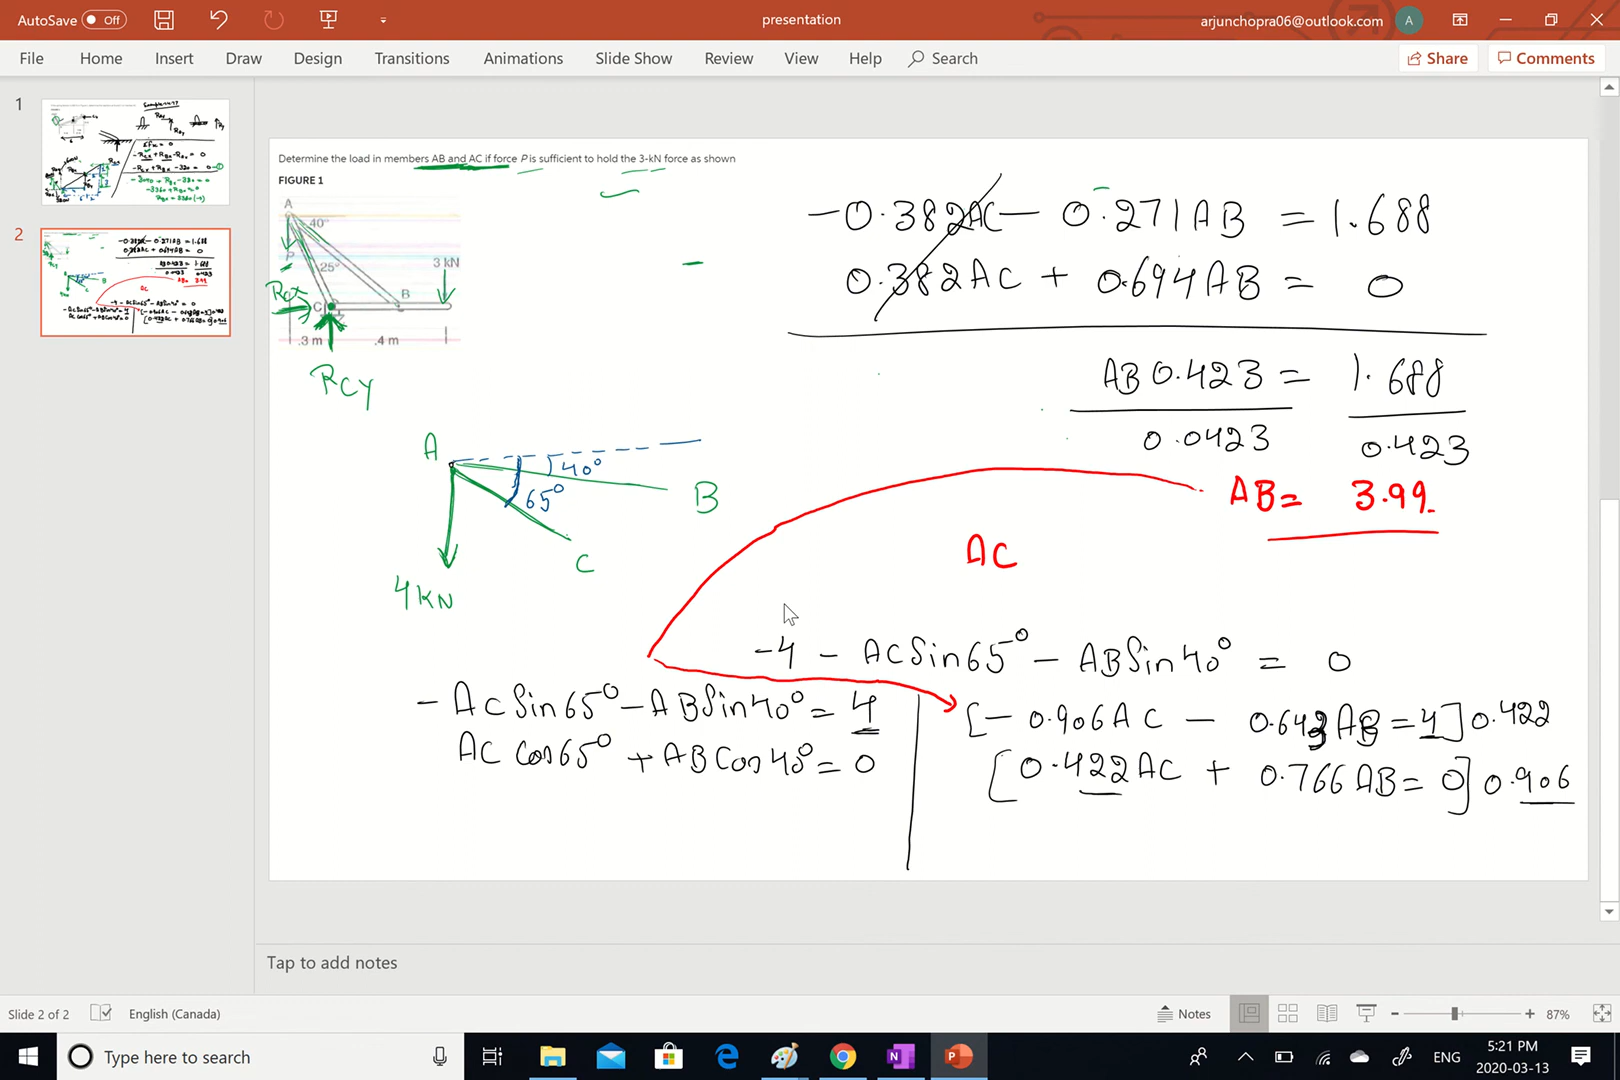 AutoSave Off
presentation
arjunchopra06@outlook.com
A
File Home Insert Draw Design Transitions Animations Slide Show Review View Help Search
Share Comments
1
2
Determine the load in members AB and AC if force P is sufficient to hold the 3-kN force as shown
FIGURE 1
A
40°
P
25°
3 kN
B
RCX
C
.3 m
.4 m
RCY
-0.382AC - 0.271AB = 1.688
0.382AC + 0.694AB = 0
AB 0.423 = 1.688
0.0423 0.423
AB = 3.99
A
40°
65°
B
C
4KN
AC
-4 - ACSin65° - ABSin40° = 0
- ACSin65° - ABSin40° = 4
AC Cos65° + ABCos40° = 0
[- 0.906AC - 0.643AB = 4] 0.422
[0.422AC + 0.766AB = 0] 0.906
Tap to add notes
Slide 2 of 2
English (Canada)
Notes
87%
Type here to search
ENG
5:21 PM
2020-03-13